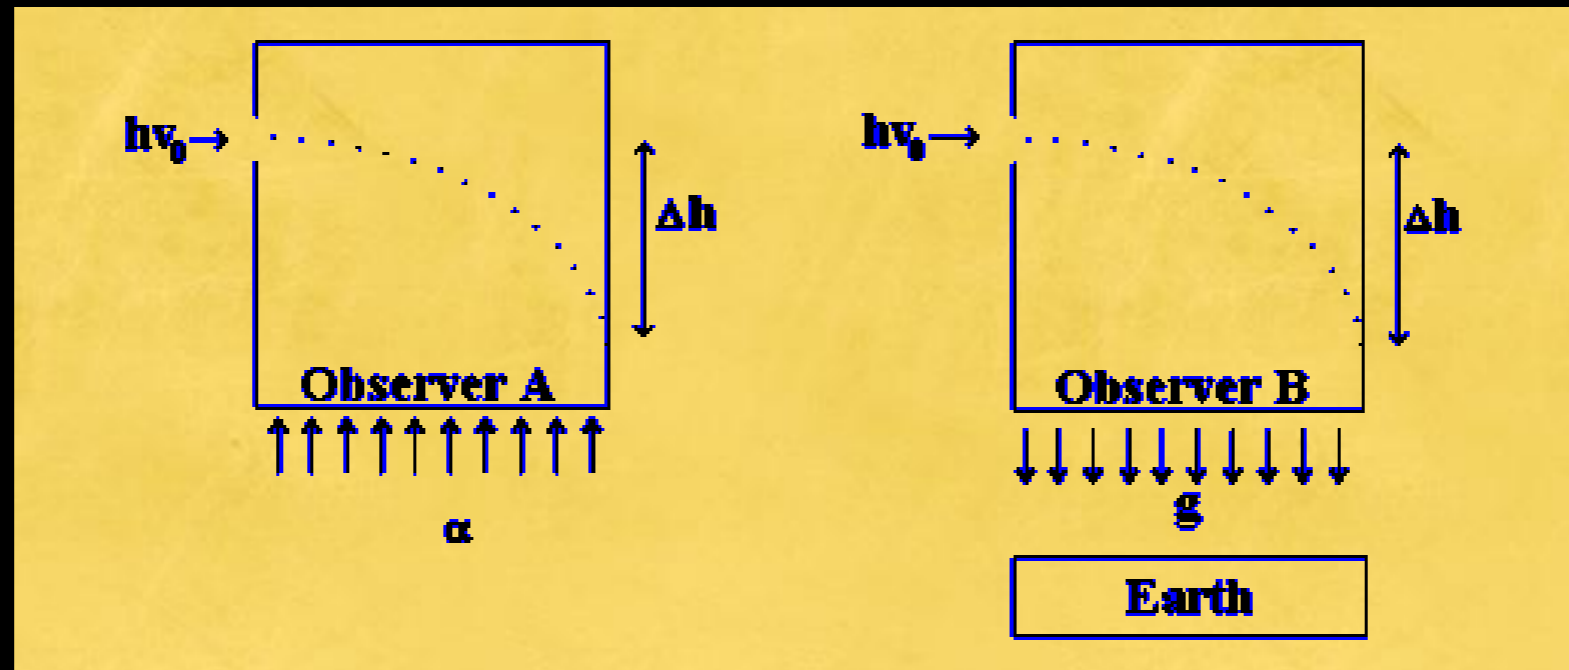 hν₀→
Δh
Observer A
α
hν₀→
Δh
Observer B
g
Earth